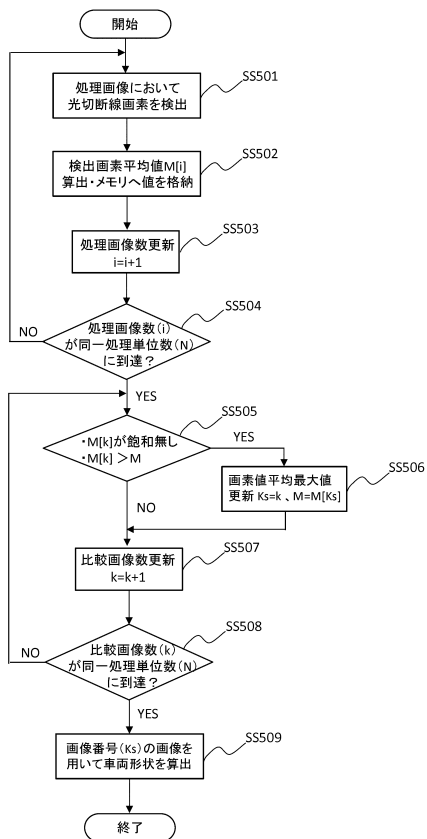 開始
処理画像において
光切断線画素を検出
SS501
検出画素平均値M[i]
算出・メモリへ値を格納
SS502
処理画像数更新
i=i+1
SS503
処理画像数(i)
が同一処理単位数(N)
に到達?
SS504
NO
YES
・M[k]が飽和無し
・M[k] >M
SS505
YES
画素値平均最大値
更新 Ks=k 、M=M[Ks]
SS506
NO
比較画像数更新
k=k+1
SS507
比較画像数(k)
が同一処理単位数(N)
に到達?
SS508
NO
YES
画像番号(Ks)の画像を
用いて車両形状を算出
SS509
終了